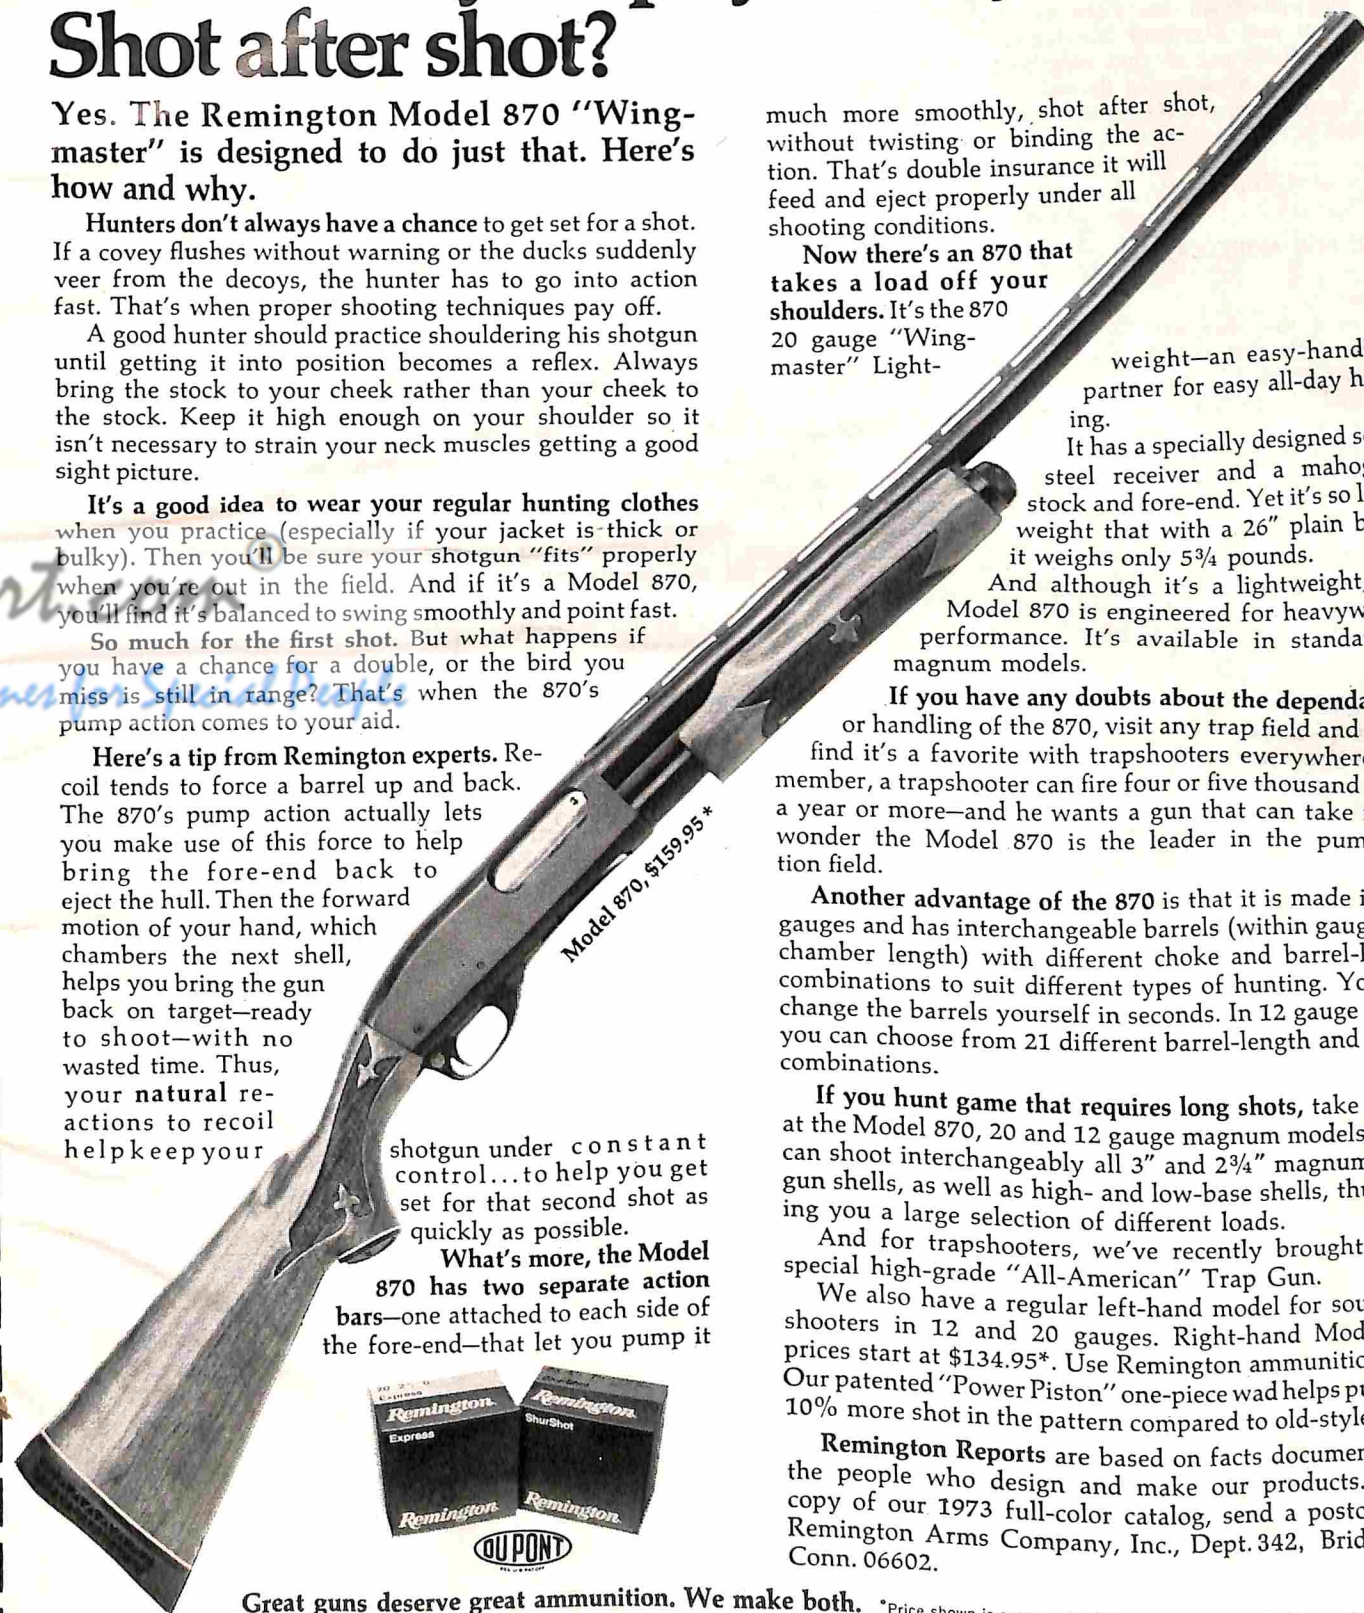 Shot after shot?
Yes. The Remington Model 870 "Wing-
master" is designed to do just that. Here's
how and why.
Hunters don't always have a chance to get set for a shot.
If a covey flushes without warning or the ducks suddenly
veer from the decoys, the hunter has to go into action
fast. That's when proper shooting techniques pay off.
A good hunter should practice shouldering his shotgun
until getting it into position becomes a reflex. Always
bring the stock to your cheek rather than your cheek to
the stock. Keep it high enough on your shoulder so it
isn't necessary to strain your neck muscles getting a good
sight picture.
It's a good idea to wear your regular hunting clothes
when you practice (especially if your jacket is thick or
bulky). Then you'll be sure your shotgun "fits" properly
when you're out in the field. And if it's a Model 870,
you'll find it's balanced to swing smoothly and point fast.
So much for the first shot. But what happens if
you have a chance for a double, or the bird you
miss is still in range? That's when the 870's
pump action comes to your aid.
Here's a tip from Remington experts. Re-
coil tends to force a barrel up and back.
The 870's pump action actually lets
you make use of this force to help
bring the fore-end back to
eject the hull. Then the forward
motion of your hand, which
chambers the next shell,
helps you bring the gun
back on target—ready
to shoot—with no
wasted time. Thus,
your natural re-
actions to recoil
help keep your
shotgun under constant
control...to help you get
set for that second shot as
quickly as possible.
What's more, the Model
870 has two separate action
bars—one attached to each side of
the fore-end—that let you pump it
much more smoothly, shot after shot,
without twisting or binding the ac-
tion. That's double insurance it will
feed and eject properly under all
shooting conditions.
Now there's an 870 that
takes a load off your
shoulders. It's the 870
20 gauge "Wing-
master" Light-
weight—an easy-hand
partner for easy all-day h
ing.
It has a specially designed s
steel receiver and a maho
stock and fore-end. Yet it's so l
weight that with a 26" plain b
it weighs only 5¾ pounds.
And although it's a lightweight
Model 870 is engineered for heavyw
performance. It's available in standa
magnum models.
If you have any doubts about the depend
or handling of the 870, visit any trap field and
find it's a favorite with trapshooters everywher
member, a trapshooter can fire four or five thousand
a year or more—and he wants a gun that can take
wonder the Model 870 is the leader in the pum
tion field.
Another advantage of the 870 is that it is made i
gauges and has interchangeable barrels (within gaug
chamber length) with different choke and barrel-l
combinations to suit different types of hunting. Yo
change the barrels yourself in seconds. In 12 gauge
you can choose from 21 different barrel-length and
combinations.
If you hunt game that requires long shots, take
at the Model 870, 20 and 12 gauge magnum models
can shoot interchangeably all 3" and 2¾" magnum
gun shells, as well as high- and low-base shells, thu
ing you a large selection of different loads.
And for trapshooters, we've recently brought
special high-grade "All-American" Trap Gun.
We also have a regular left-hand model for sou
shooters in 12 and 20 gauges. Right-hand Mod
prices start at $134.95*. Use Remington ammunitio
Our patented "Power Piston" one-piece wad helps pu
10% more shot in the pattern compared to old-style
Remington Reports are based on facts documen
the people who design and make our products.
copy of our 1973 full-color catalog, send a postc
Remington Arms Company, Inc., Dept. 342, Brid
Conn. 06602.
Model 870, $159.95*
Express
Remington
Express
Remington
Remington
ShurShot
Remington
DU PONT
Great guns deserve great ammunition. We make both. *Price shown is